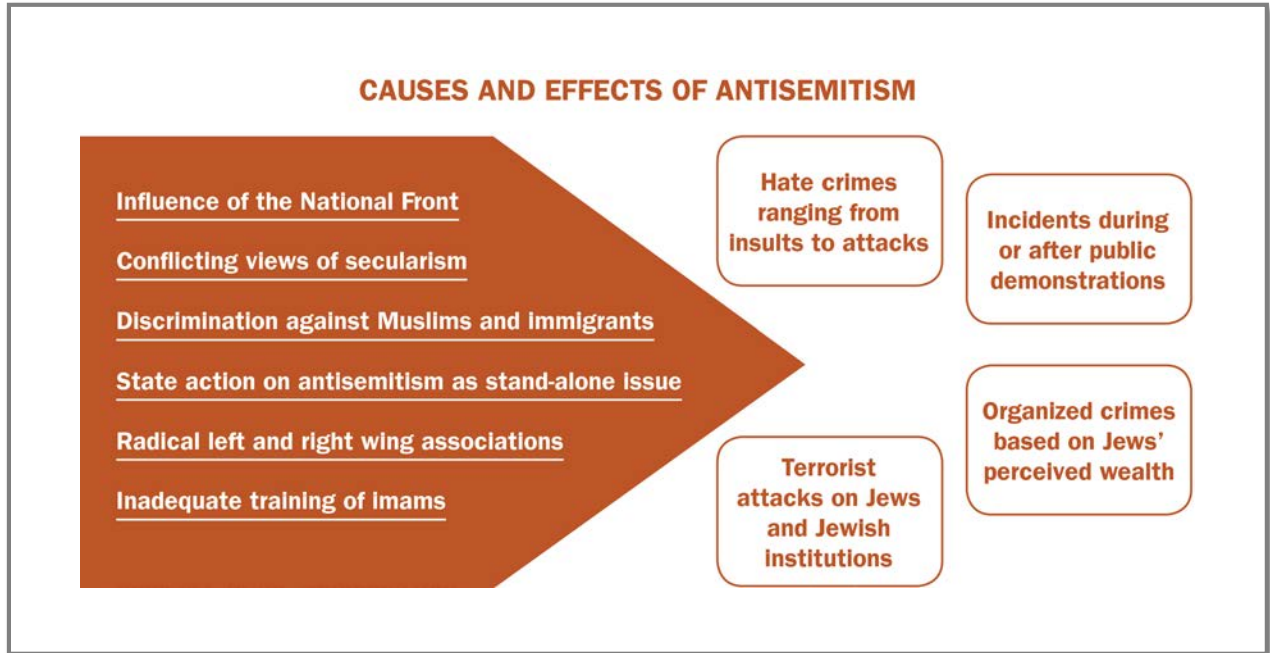 CAUSES AND EFFECTS OF ANTISEMITISM
Influence of the National Front
Conflicting views of secularism
Discrimination against Muslims and immigrants
State action on antisemitism as stand-alone issue
Radical left and right wing associations
Inadequate training of imams
Hate crimes
ranging from
insults to attacks
Incidents during
or after public
demonstrations
Terrorist
attacks on Jews
and Jewish
institutions
Organized crimes
based on Jews’
perceived wealth